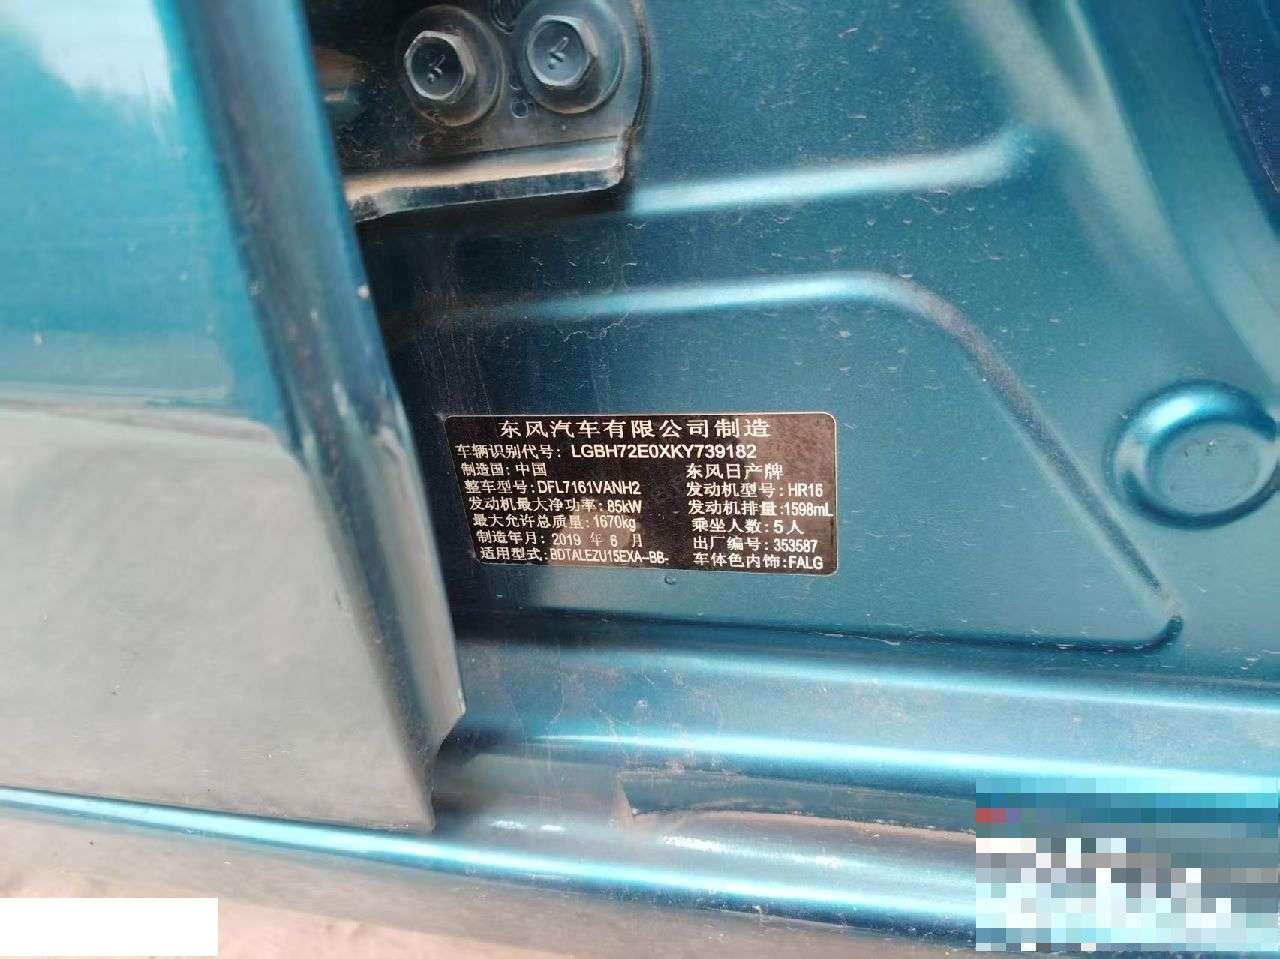 东风汽车有限公司制造
车辆识别代号: LGBH72E0XKY739182
制造国: 中国 东风日产牌
整车型号: DFL7161VANH2 发动机型号: HR16
发动机最大净功率: 85kW 发动机排量: 1598mL
最大允许总质量: 1670kg 乘坐人数: 5 人
制造年月: 2019 年 6 月 出厂编号: 353587
适用型式: BDTALEZU15EXA-BB- 车体色内饰: FALG